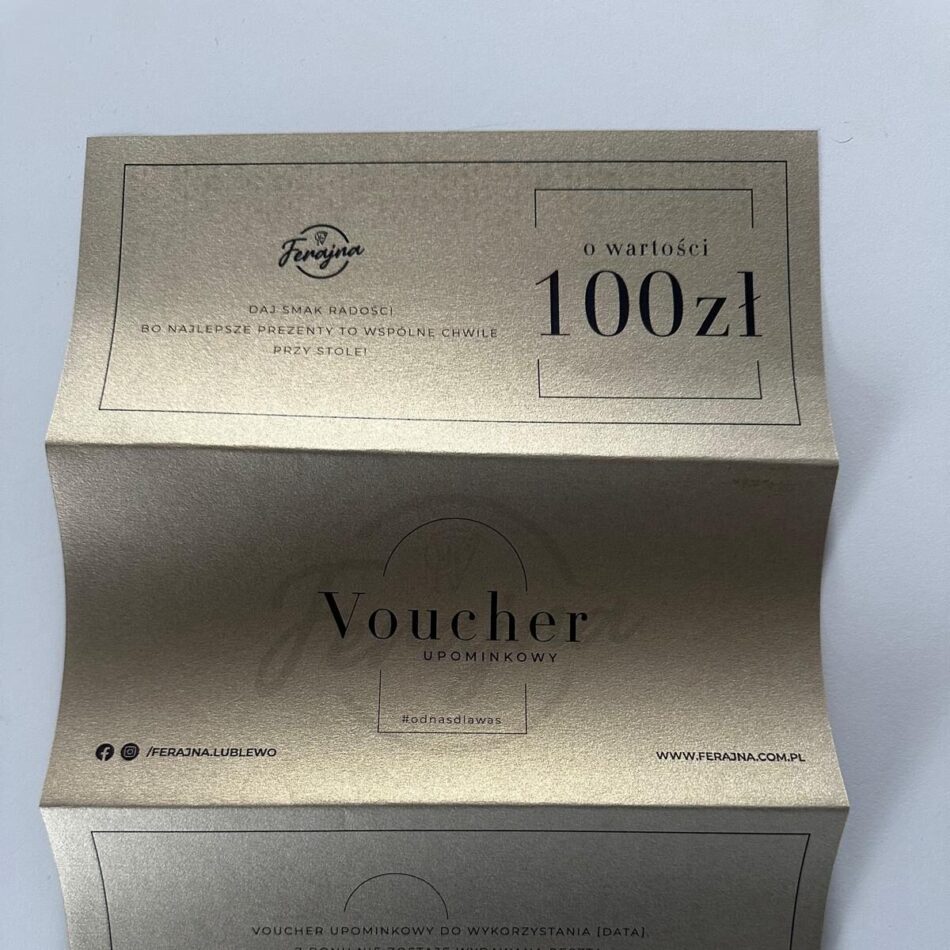 Ferajna
DAJ SMAK RADOŚCI
BO NAJLEPSZE PREZENTY TO WSPÓLNE CHWILE
PRZY STOLE!
o wartości
100zł
Voucher
UPOMINKOWY
#odnasdlawas
/FERAJNA.LUBLEWO
WWW.FERAJNA.COM.PL
VOUCHER UPOMINKOWY DO WYKORZYSTANIA [DATA].